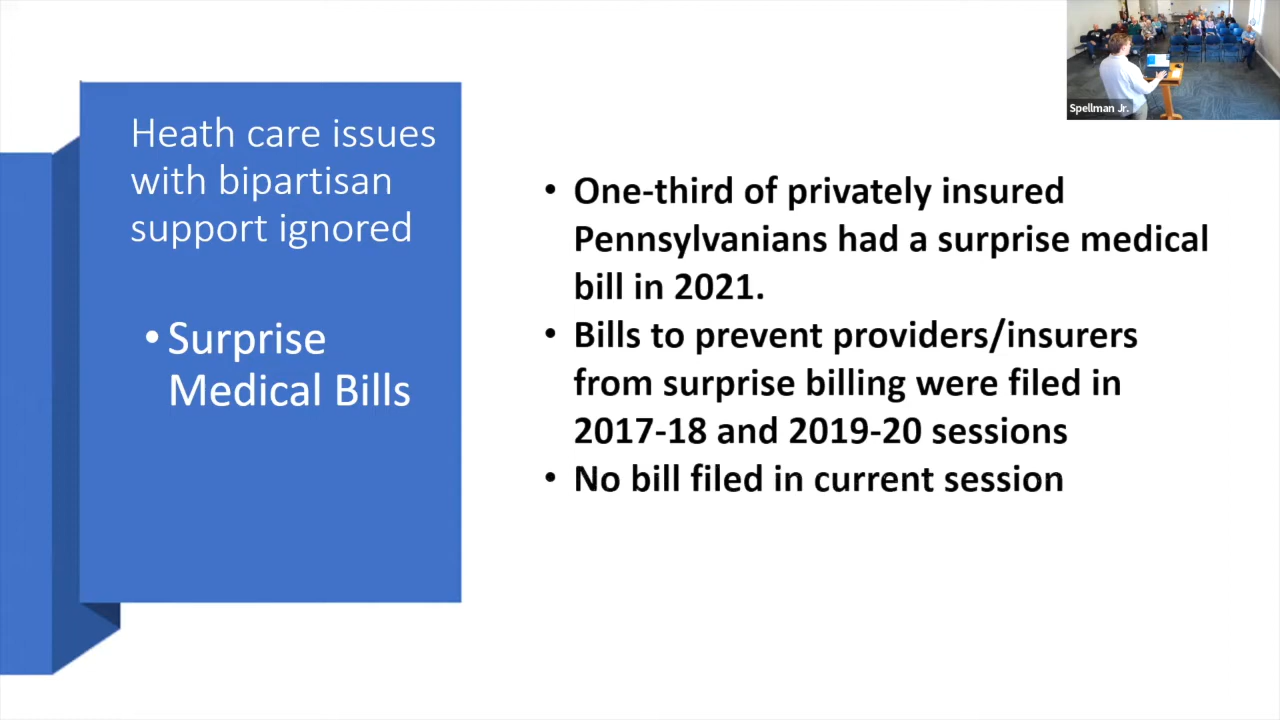 Heath care issues
with bipartisan
support ignored
• Surprise
Medical Bills
• One-third of privately insured
Pennsylvanians had a surprise medical
bill in 2021.
• Bills to prevent providers/insurers
from surprise billing were filed in
2017-18 and 2019-20 sessions
• No bill filed in current session
Spellman Jr.